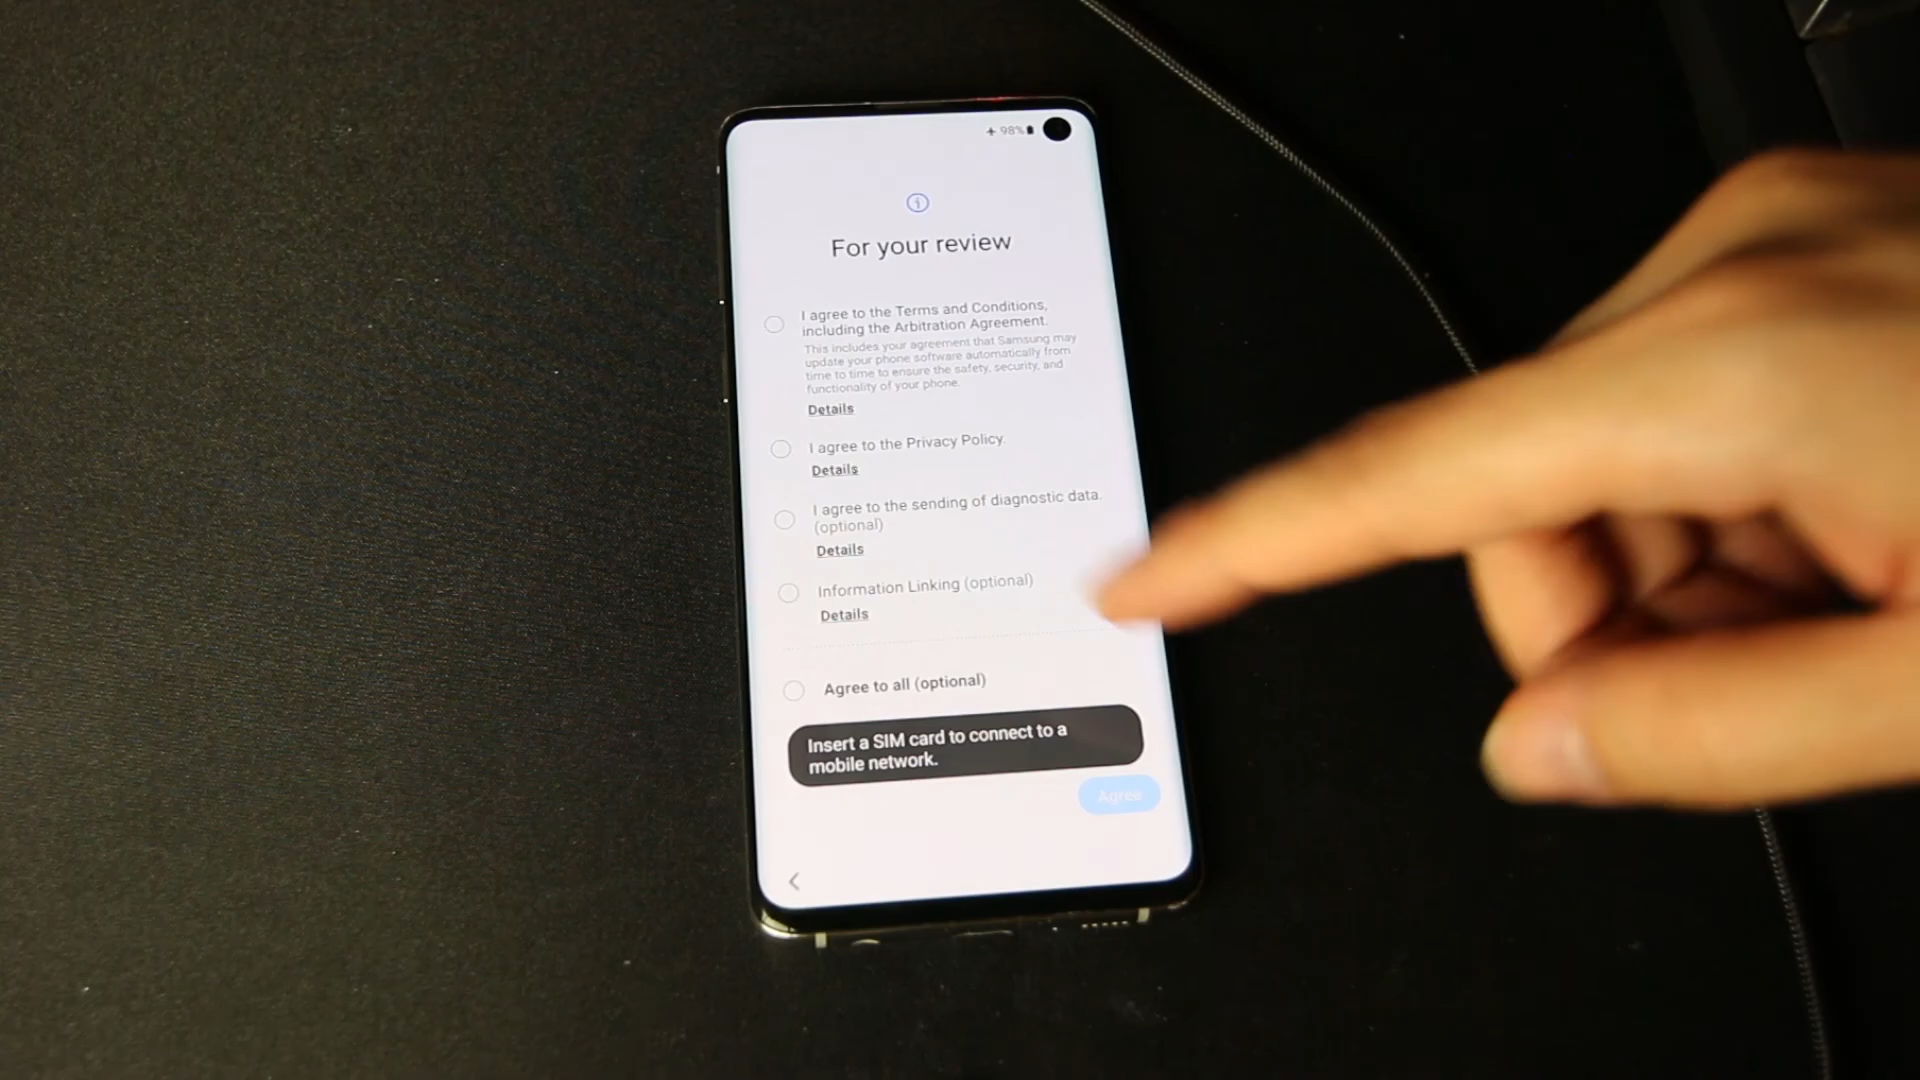 98%
For your review
I agree to the Terms and Conditions,
including the Arbitration Agreement.
This includes your agreement that Samsung may
update your phone software automatically from
time to time to ensure the safety, security, and
functionality of your phone.
Details
I agree to the Privacy Policy.
Details
I agree to the sending of diagnostic data.
(optional)
Details
Information Linking (optional)
Details
Agree to all (optional)
Insert a SIM card to connect to a
mobile network.
Agree